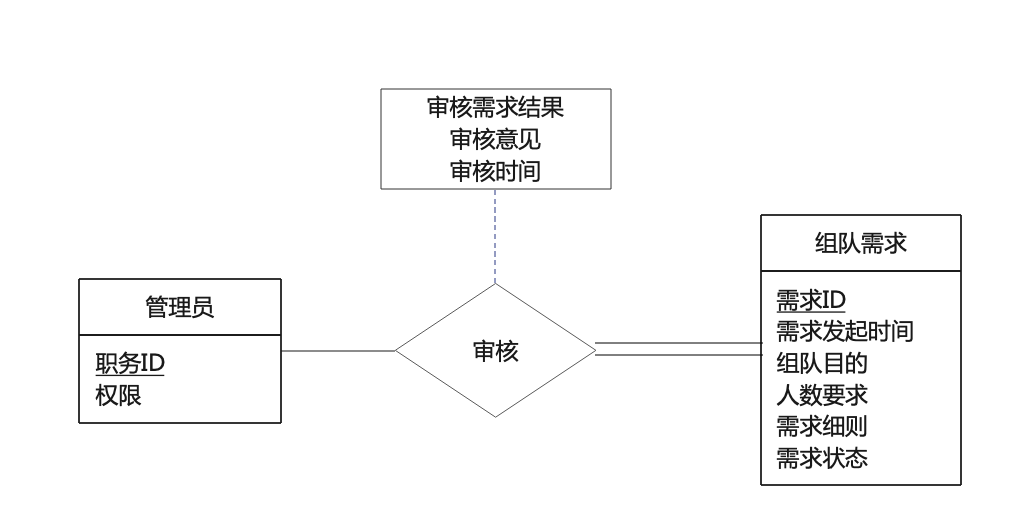 审核需求结果
审核意见
审核时间
管理员
职务ID
权限
审核
组队需求
需求ID
需求发起时间
组队目的
人数要求
需求细则
需求状态